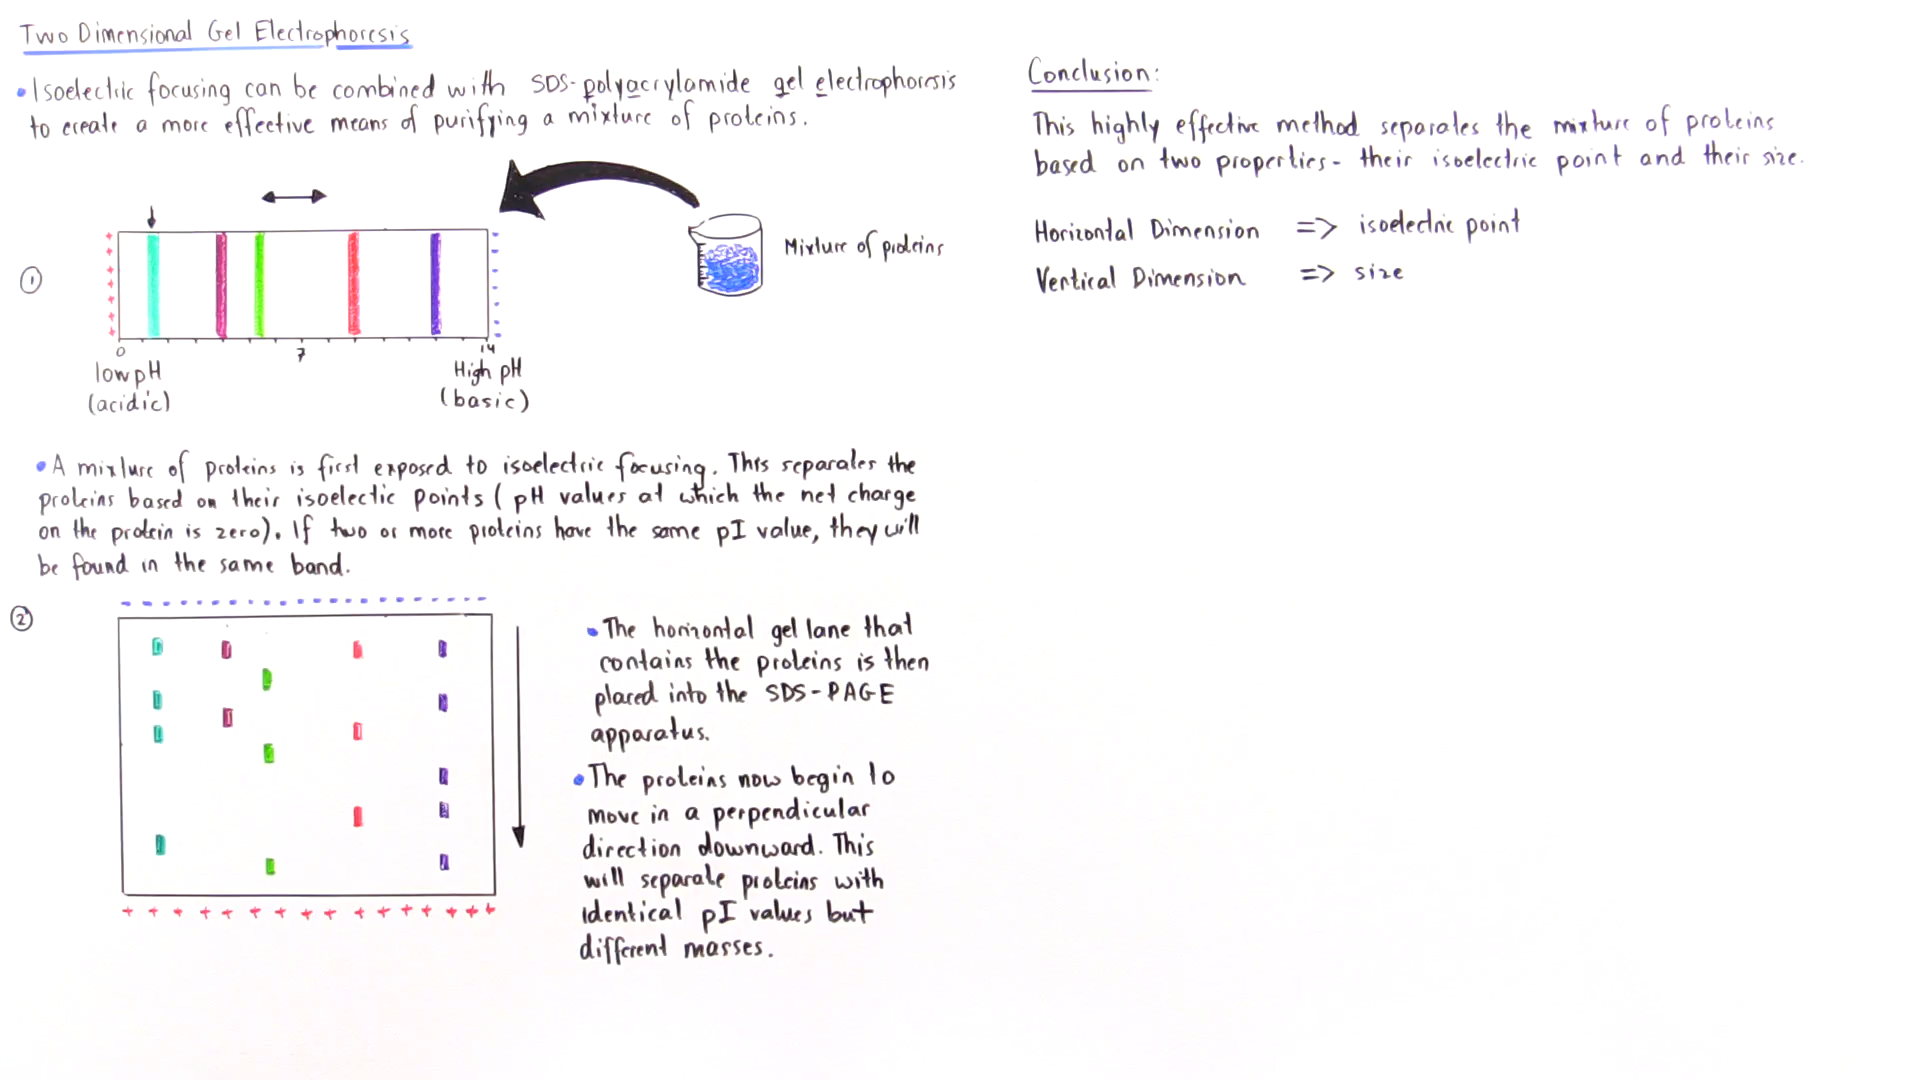 Two Dimensional Gel Electrophoresis
• Isoelectric focusing can be combined with SDS-polyacrylamide gel electrophoresis
to create a more effective means of purifying a mixture of proteins.
Mixture of proteins
1
0 7 14
low pH
(acidic)
High pH
(basic)
• A mixture of proteins is first exposed to isoelectric focusing. This separates the
proteins based on their isoelectic points (pH values at which the net charge
on the protein is zero). If two or more proteins have the same pI value, they will
be found in the same band.
2
• The horizontal gel lane that
contains the proteins is then
placed into the SDS-PAGE
apparatus.
• The proteins now begin to
move in a perpendicular
direction downward. This
will separate proteins with
identical pI values but
different masses.
Conclusion:
This highly effective method separates the mixture of proteins
based on two properties - their isoelectric point and their size.
Horizontal Dimension => isoelectric point
Vertical Dimension => size